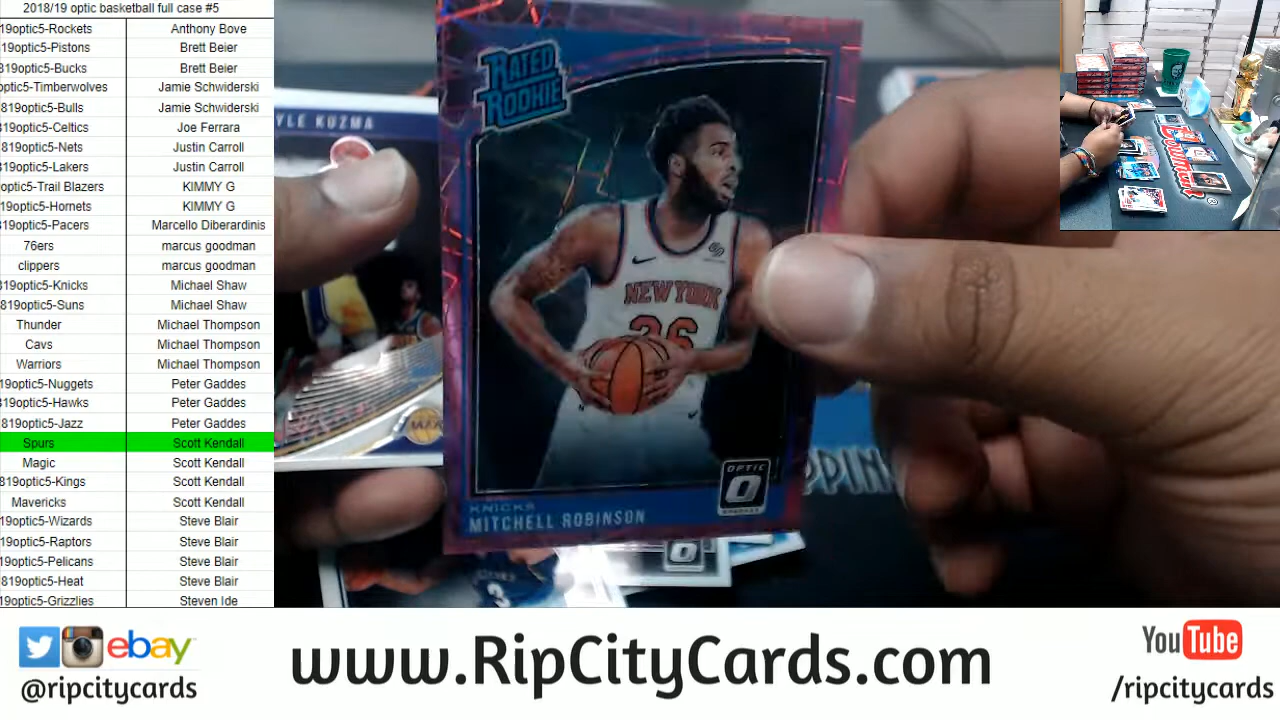 2018/19 optic basketball full case #5
19optic5-Rockets Anthony Bove
19optic5-Pistons Brett Beier
819optic5-Bucks Brett Beier
optic5-Timberwolves Jamie Schwiderski
819optic5-Bulls Jamie Schwiderski
19optic5-Celtics Joe Ferrara
819optic5-Nets Justin Carroll
819optic5-Lakers Justin Carroll
optic5-Trail Blazers KIMMY G
19optic5-Hornets KIMMY G
819optic5-Pacers Marcello Diberardinis
76ers marcus goodman
clippers marcus goodman
819optic5-Knicks Michael Shaw
819optic5-Suns Michael Shaw
Thunder Michael Thompson
Cavs Michael Thompson
Warriors Michael Thompson
19optic5-Nuggets Peter Gaddes
819optic5-Hawks Peter Gaddes
819optic5-Jazz Peter Gaddes
Spurs Scott Kendall
Magic Scott Kendall
819optic5-Kings Scott Kendall
Mavericks Scott Kendall
19optic5-Wizards Steve Blair
19optic5-Raptors Steve Blair
19optic5-Pelicans Steve Blair
819optic5-Heat Steve Blair
19optic5-Grizzlies Steven Ide
YLE KUZMA
RATED
ROOKIE
NEW YORK
26
OPTIC
KNICKS
MITCHELL ROBINSON
PPIN
3
ebay
@ripcitycards
www.RipCityCards.com
YouTube
/ripcitycards